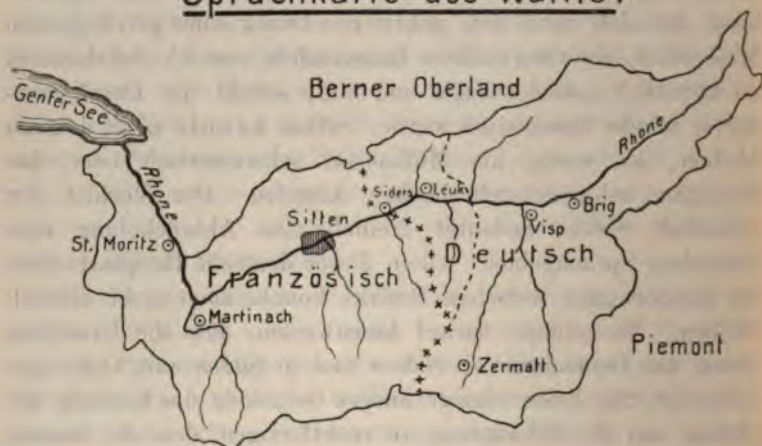 Sprachkarte des Wallis.
Berner Oberland
Genfer See
Rhone
Rhone
Siders
Leuk
Brig
Visp
Sitten
St. Moritz
Deutsch
Französisch
Martinach
Piemont
Zermatt